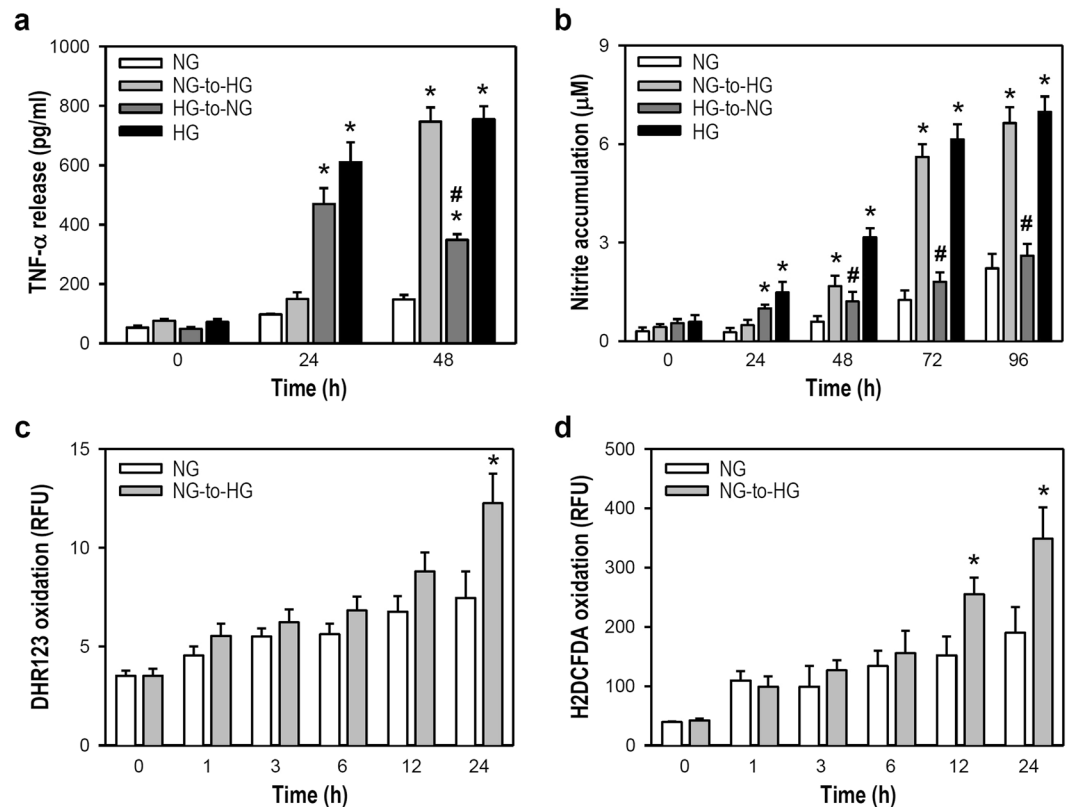 a
1000
800
600
400
200
0
TNF-α release (pg/ml)
NG
NG-to-HG
HG-to-NG
HG
*
*
*
*
#
*
0 24 48
Time (h)
b
9
6
3
0
Nitrite accumulation (μM)
NG
NG-to-HG
HG-to-NG
HG
*
*
*
#
*
*
#
*
*
#
*
0 24 48 72 96
Time (h)
c
15
10
5
0
DHR123 oxidation (RFU)
NG
NG-to-HG
*
0 1 3 6 12 24
Time (h)
d
500
400
300
200
100
0
H2DCFDA oxidation (RFU)
NG
NG-to-HG
*
*
0 1 3 6 12 24
Time (h)